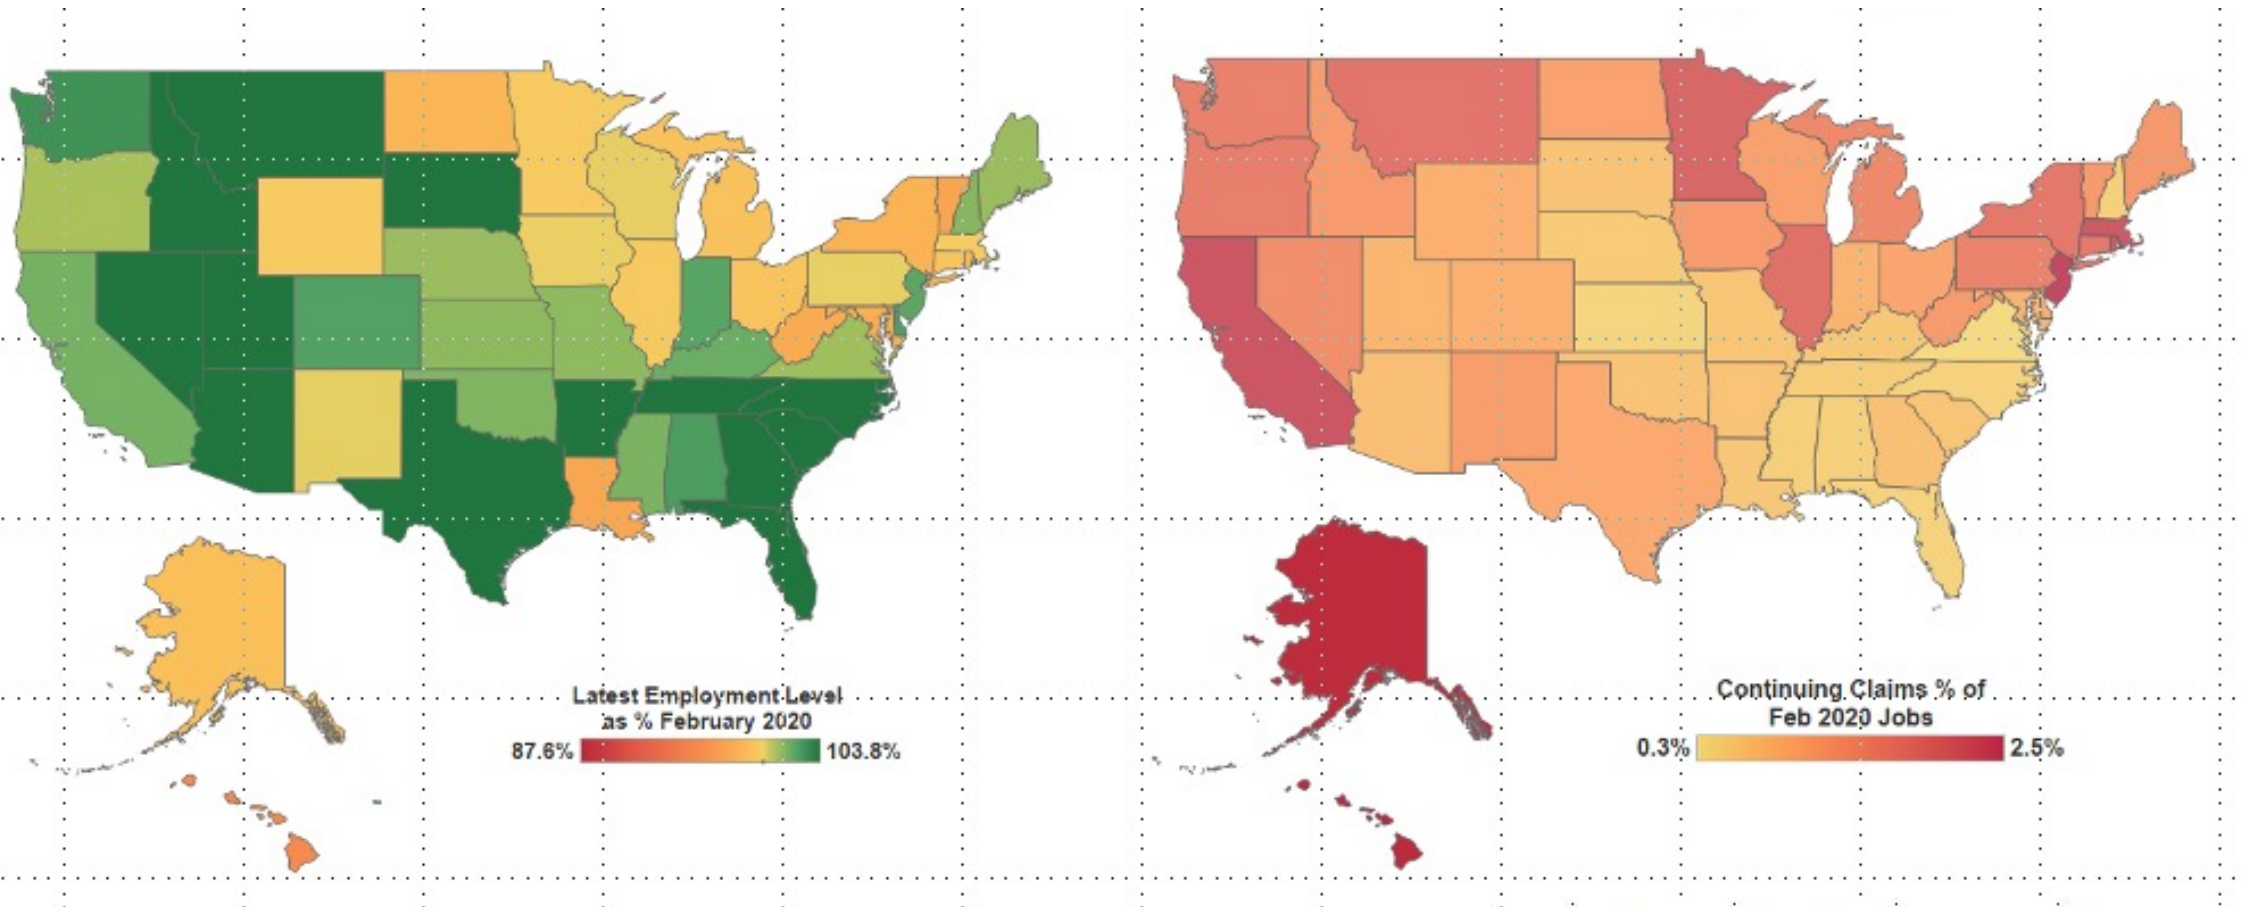 Latest Employment Level
as % February 2020
87.6%
103.8%
Continuing Claims % of
Feb 2020 Jobs
0.3%
2.5%